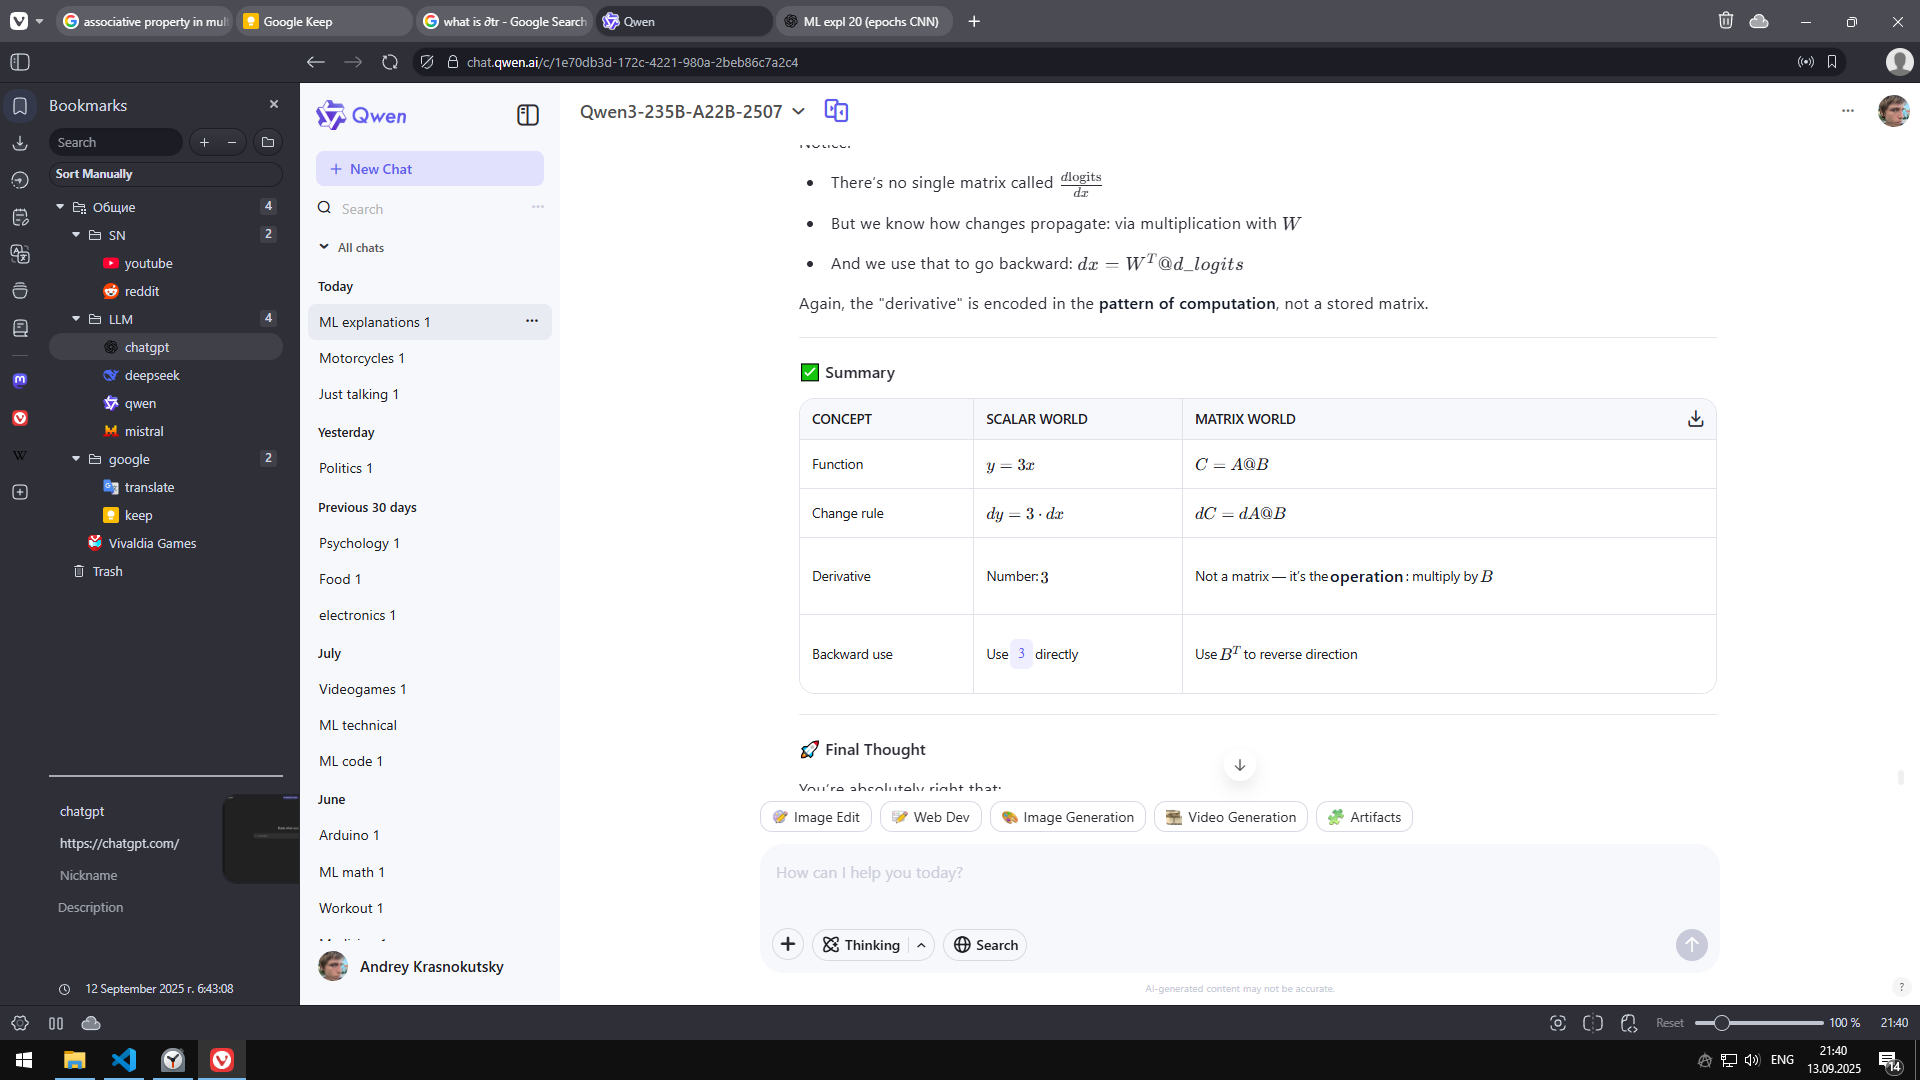 associative property in mul
Google Keep
what is ∂tr - Google Search
Qwen
ML expl 20 (epochs CNN)
chat.qwen.ai/c/1e70db3d-172c-4221-980a-2beb86c7a2c4
Bookmarks
Search
Sort Manually
Общие 4
SN 2
youtube
reddit
LLM 4
chatgpt
deepseek
qwen
mistral
google 2
translate
keep
Vivaldia Games
Trash
chatgpt
https://chatgpt.com/
Nickname
Description
12 September 2025 г. 6:43:08
Qwen
New Chat
Search
All chats
Today
ML explanations 1
Motorcycles 1
Just talking 1
Yesterday
Politics 1
Previous 30 days
Psychology 1
Food 1
electronics 1
July
Videogames 1
ML technical
ML code 1
June
Arduino 1
ML math 1
Workout 1
Andrey Krasnokutsky
Qwen3-235B-A22B-2507
Notice:
• There's no single matrix called dlogits/dx
• But we know how changes propagate: via multiplication with W
• And we use that to go backward: dx = W^T@d_logits
Again, the "derivative" is encoded in the pattern of computation, not a stored matrix.
✅ Summary
CONCEPT SCALAR WORLD MATRIX WORLD
Function y = 3x C = A@B
Change rule dy = 3 · dx dC = dA@B
Derivative Number: 3 Not a matrix — it's the operation: multiply by B
Backward use Use 3 directly Use B^T to reverse direction
🚀 Final Thought
You're absolutely right that:
Image Edit
Web Dev
Image Generation
Video Generation
Artifacts
How can I help you today?
Thinking
Search
AI-generated content may not be accurate.
?
Reset 100 % 21:40
ENG
21:40
13.09.2025
14